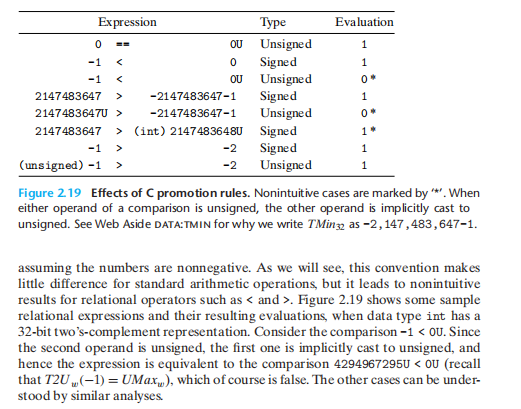 Expression Type Evaluation
0 == 0U Unsigned 1
-1 < 0 Signed 1
-1 < 0U Unsigned 0 *
2147483647 > -2147483647-1 Signed 1
2147483647U > -2147483647-1 Unsigned 0 *
2147483647 > (int) 2147483648U Signed 1 *
-1 > -2 Signed 1
(unsigned) -1 > -2 Unsigned 1
Figure 2.19 Effects of C promotion rules. Nonintuitive cases are marked by ‘*’. When
either operand of a comparison is unsigned, the other operand is implicitly cast to
unsigned. See Web Aside DATA:TMIN for why we write TMin32 as -2,147,483,647-1.
assuming the numbers are nonnegative. As we will see, this convention makes
little difference for standard arithmetic operations, but it leads to nonintuitive
results for relational operators such as < and >. Figure 2.19 shows some sample
relational expressions and their resulting evaluations, when data type int has a
32-bit two’s-complement representation. Consider the comparison -1 < 0U. Since
the second operand is unsigned, the first one is implicitly cast to unsigned, and
hence the expression is equivalent to the comparison 4294967295U < 0U (recall
that T2Uw(−1) = UMaxw), which of course is false. The other cases can be under-
stood by similar analyses.